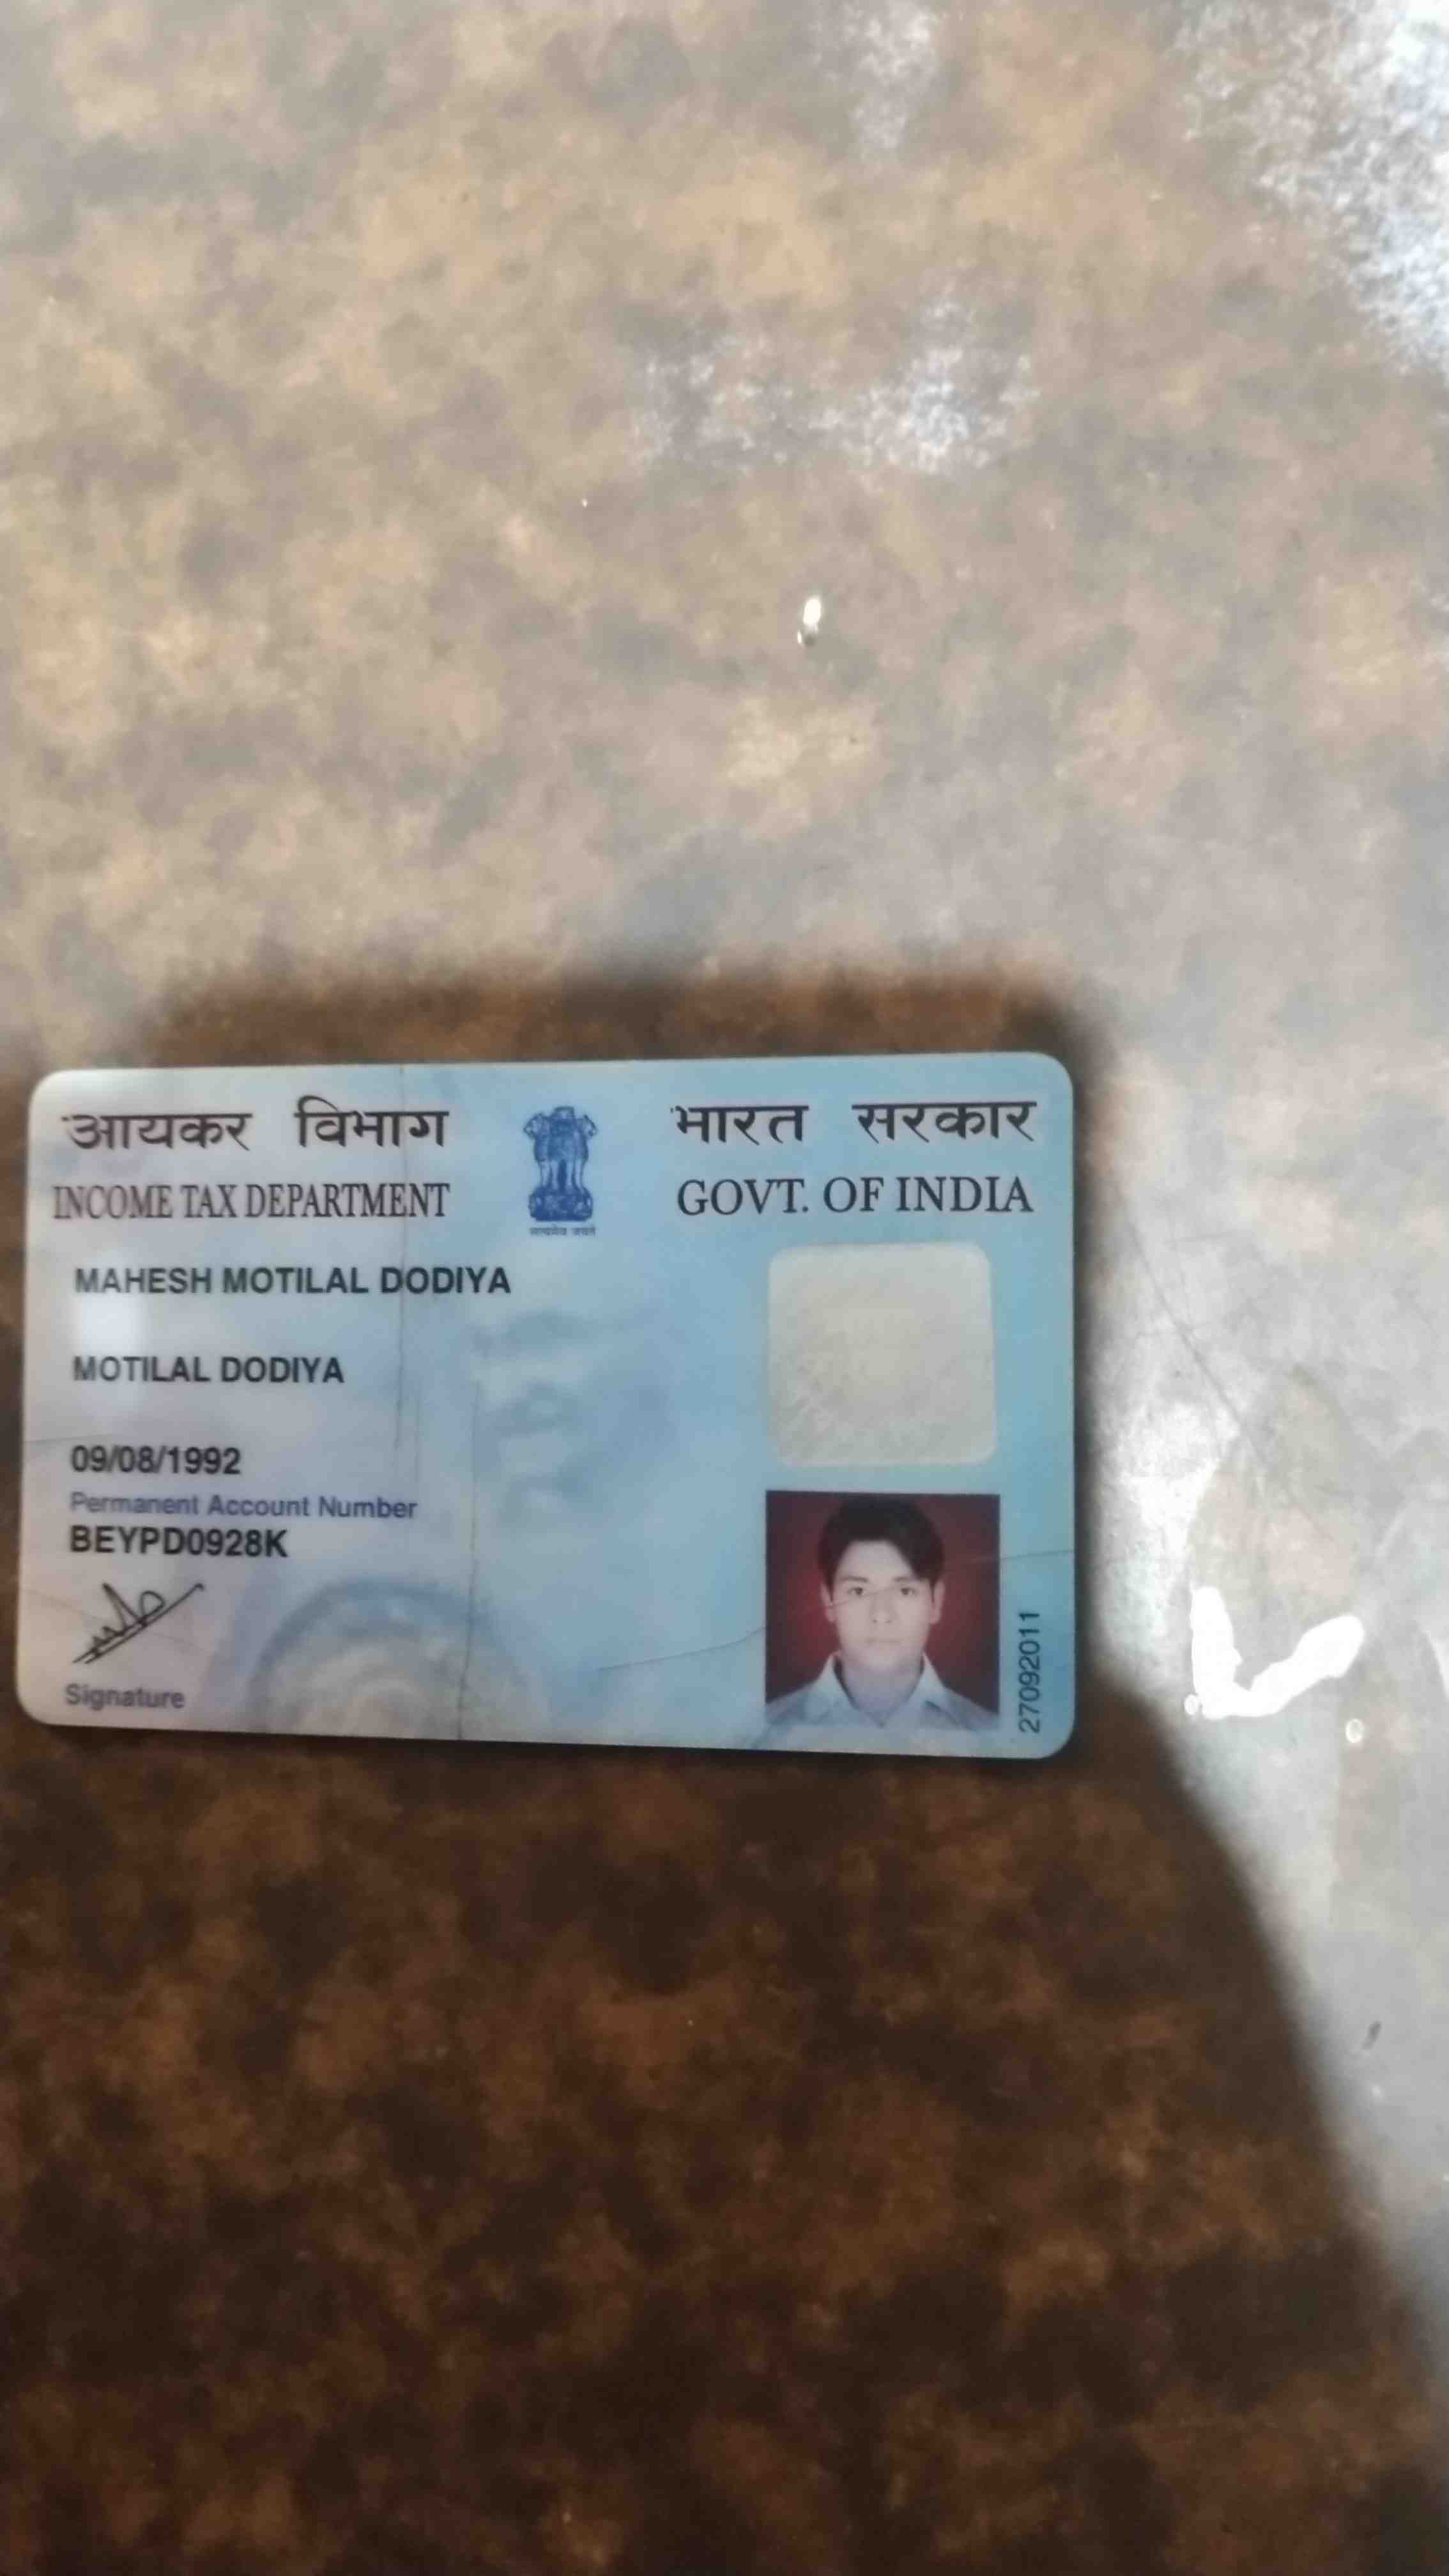 आयकर विभाग
INCOME TAX DEPARTMENT
सत्यमेव जयते
भारत सरकार
GOVT. OF INDIA
MAHESH MOTILAL DODIYA
MOTILAL DODIYA
09/08/1992
Permanent Account Number
BEYPD0928K
Signature
27092011